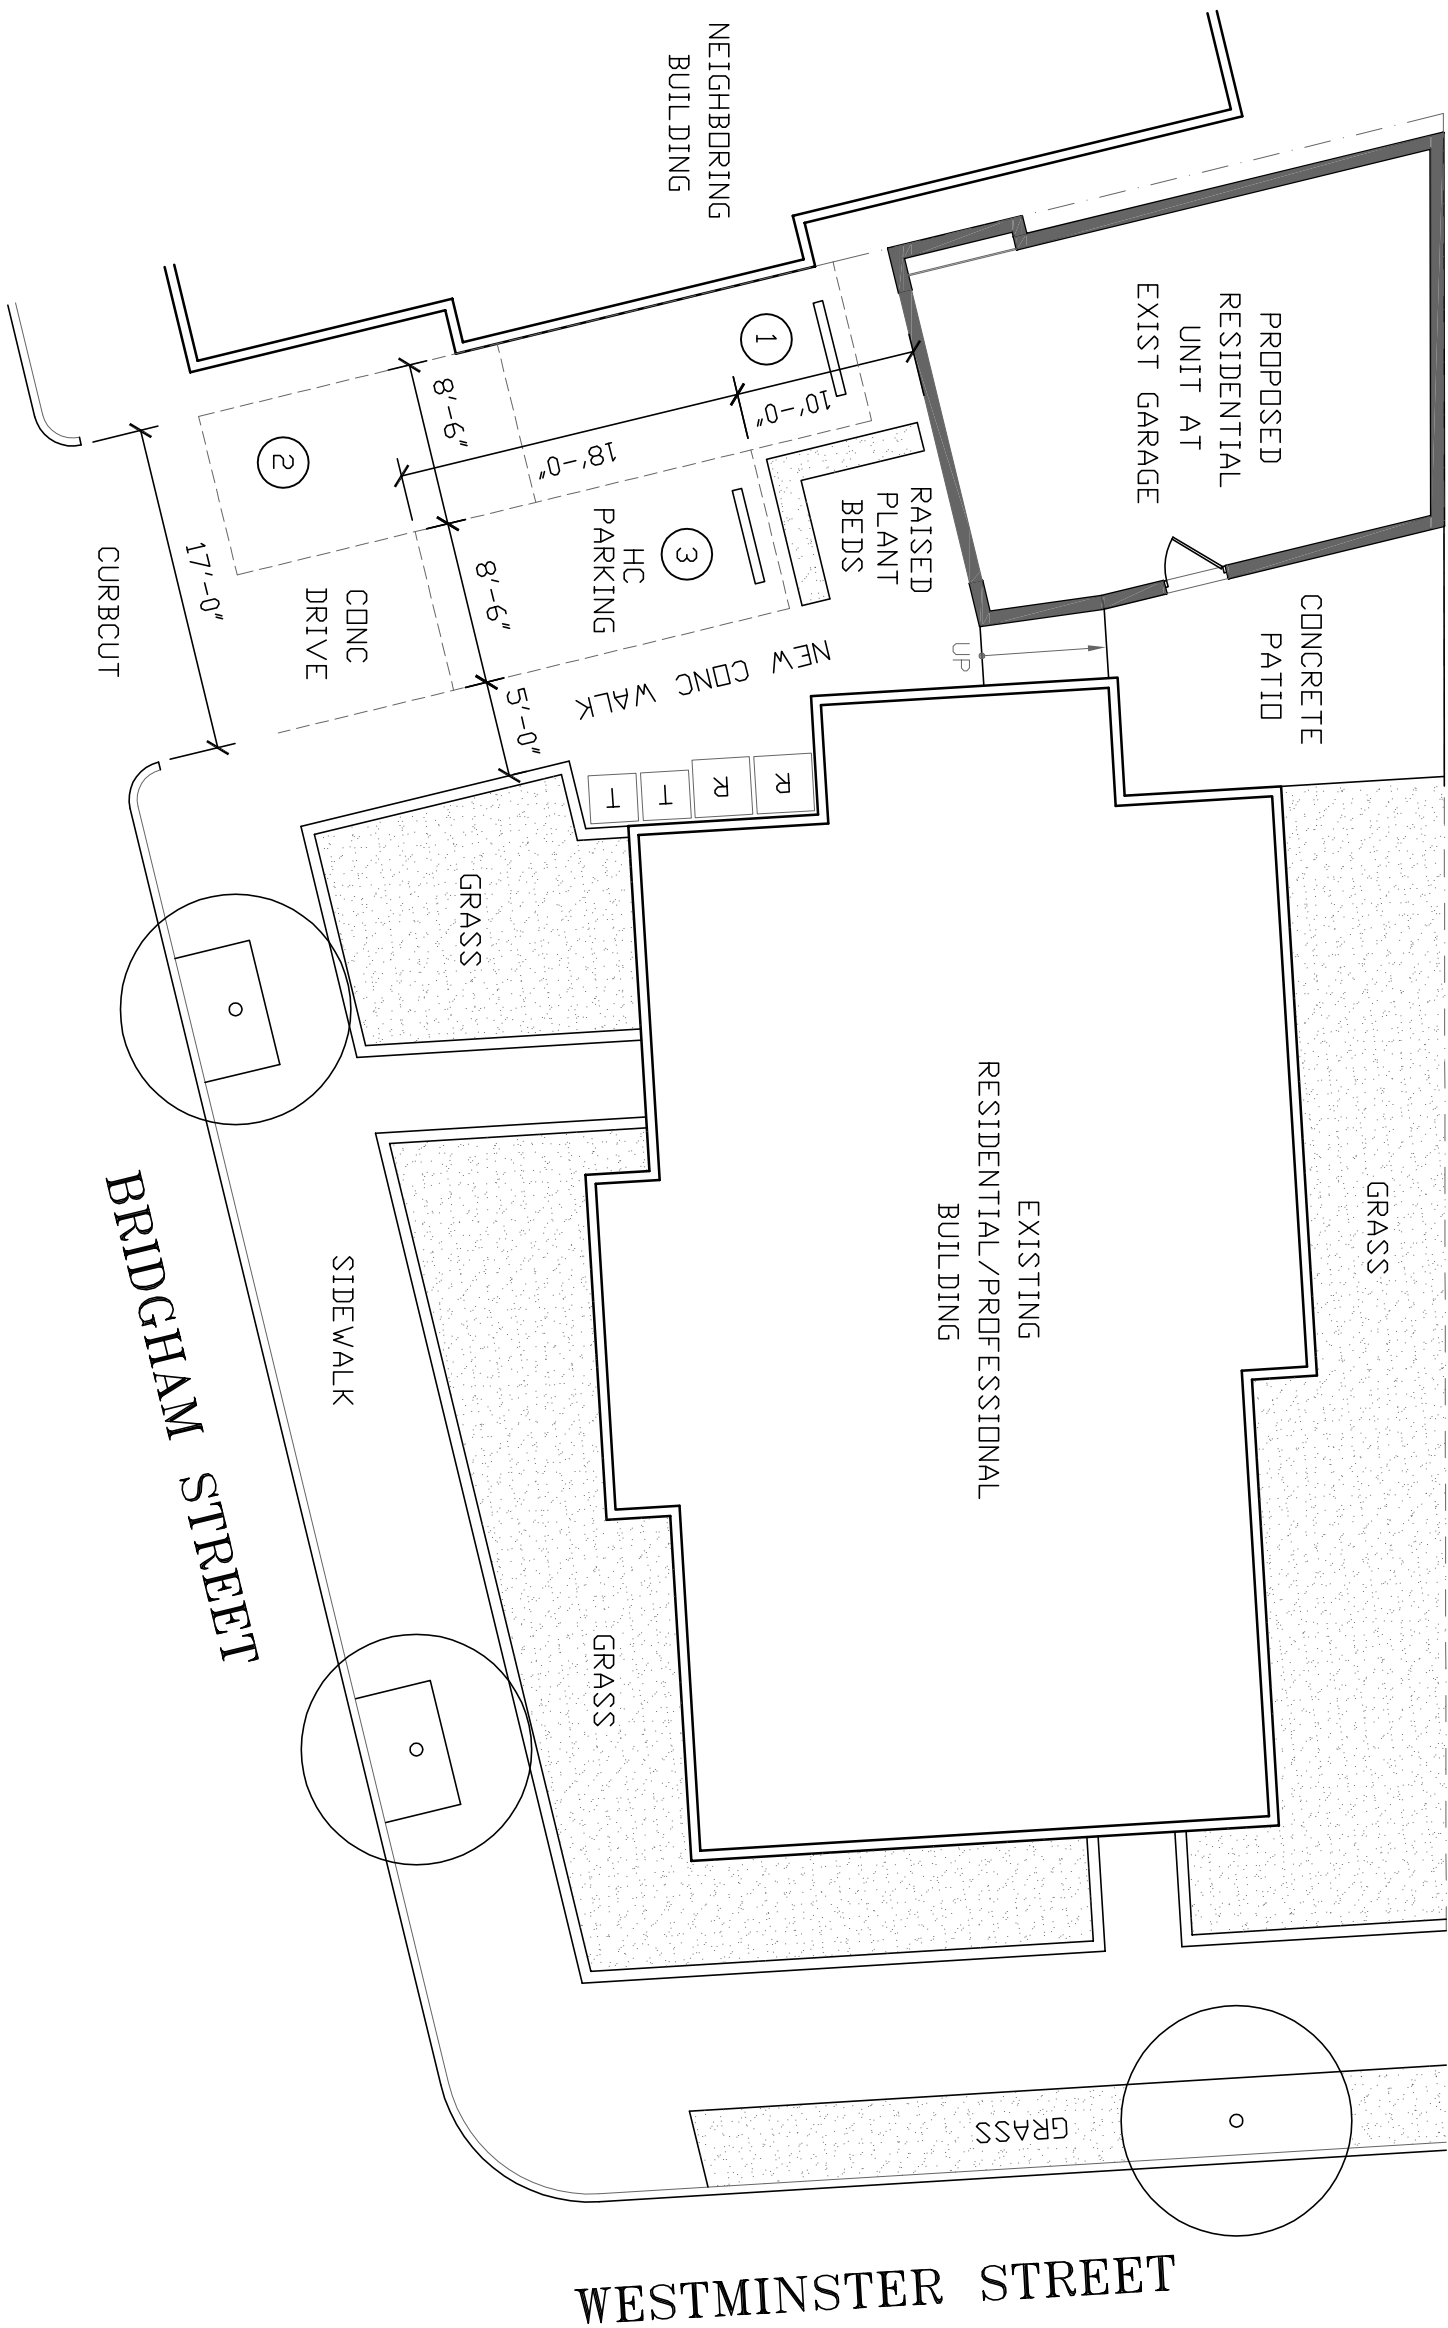 NEIGHBORING
BUILDING
PROPOSED
RESIDENTIAL
UNIT AT
EXIST GARAGE
1
10'-0"
8'-6"
18'-0"
2
RAISED
PLANT
BEDS
3
HC
PARKING
8'-6"
17'-0"
CURBCUT
CONC
DRIVE
CONCRETE
PATIO
UP
NEW CONC WALK
5'-0"
R
R
T
T
GRASS
EXISTING
RESIDENTIAL/PROFESSIONAL
BUILDING
GRASS
SIDEWALK
BRIDGHAM STREET
GRASS
GRASS
WESTMINSTER STREET